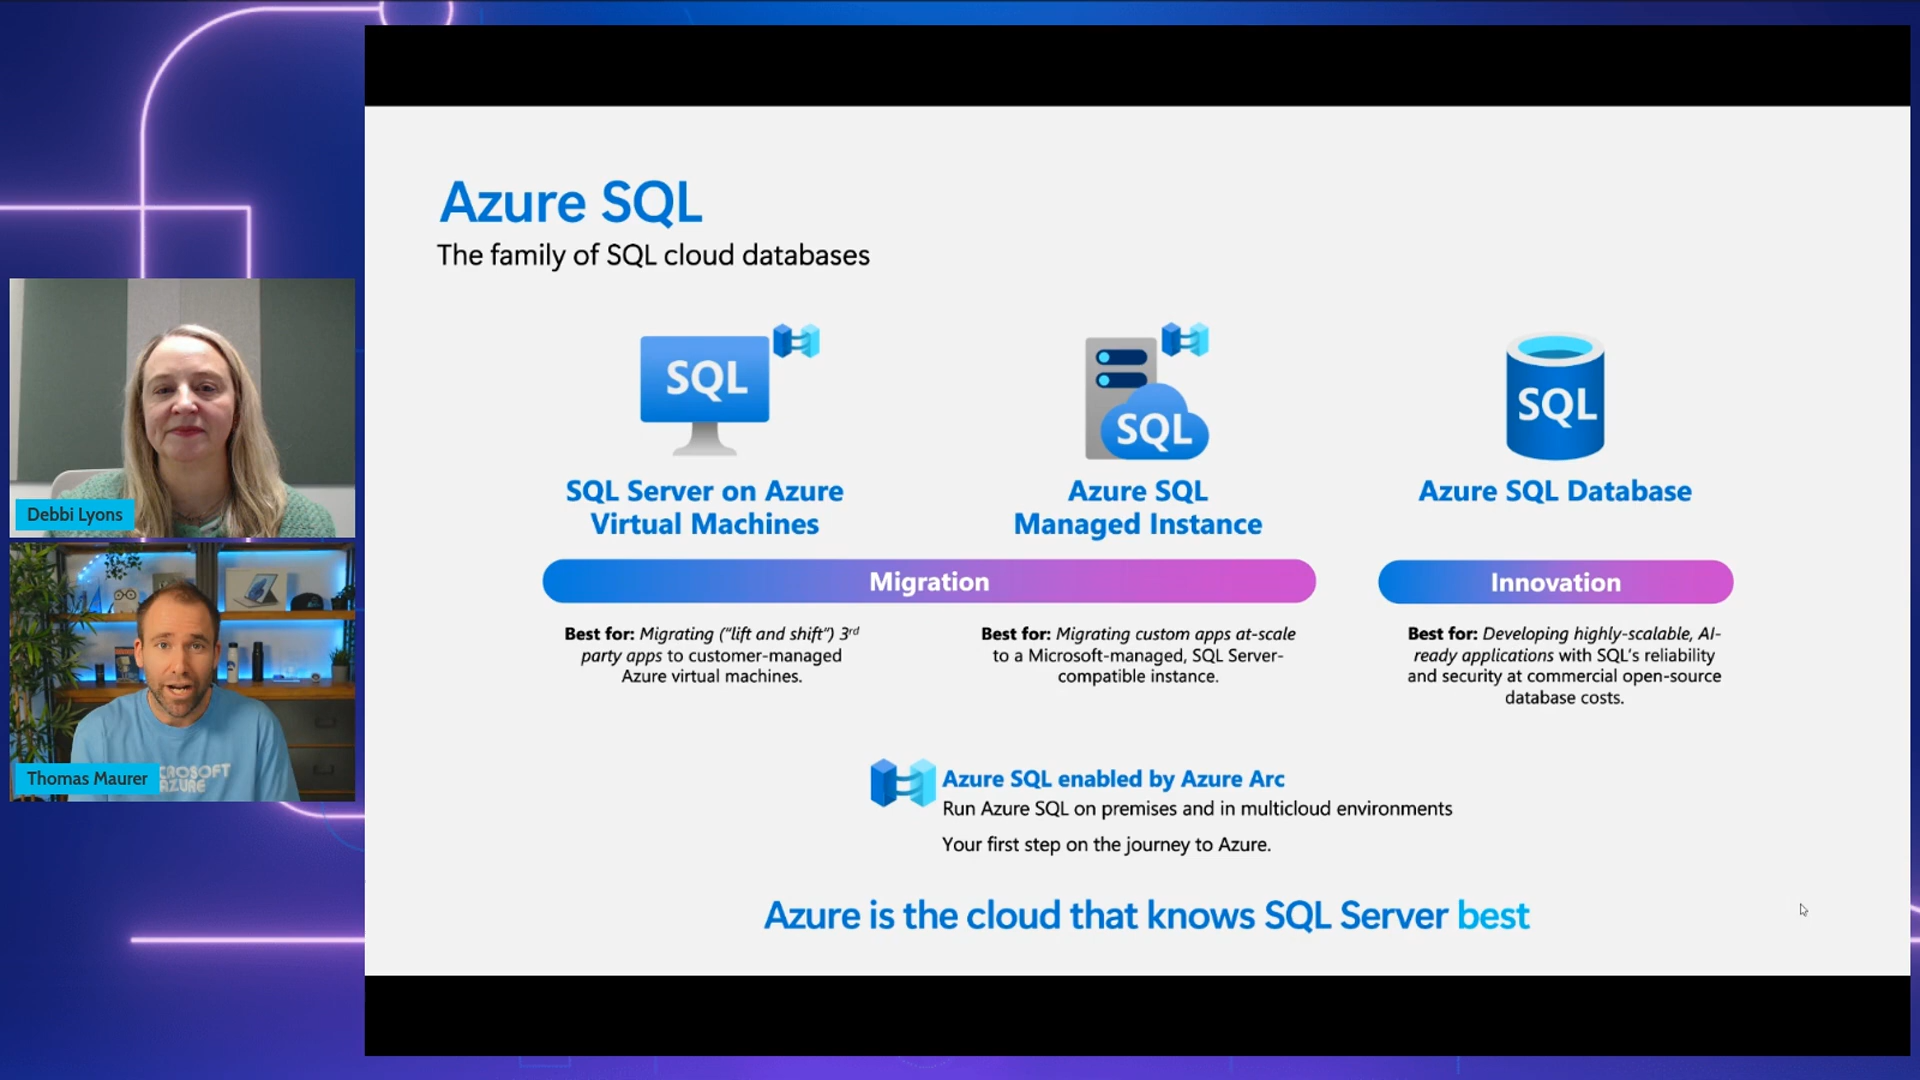 Azure SQL
The family of SQL cloud databases
SQL
SQL
SQL
SQL Server on Azure
Virtual Machines
Azure SQL
Managed Instance
Azure SQL Database
Migration
Innovation
Best for: Migrating (“lift and shift”) 3rd
party apps to customer-managed
Azure virtual machines.
Best for: Migrating custom apps at-scale
to a Microsoft-managed, SQL Server-
compatible instance.
Best for: Developing highly-scalable, AI-
ready applications with SQL’s reliability
and security at commercial open-source
database costs.
Azure SQL enabled by Azure Arc
Run Azure SQL on premises and in multicloud environments
Your first step on the journey to Azure.
Azure is the cloud that knows SQL Server best
Debbi Lyons
Thomas Maurer
CROSOFT
AZURE